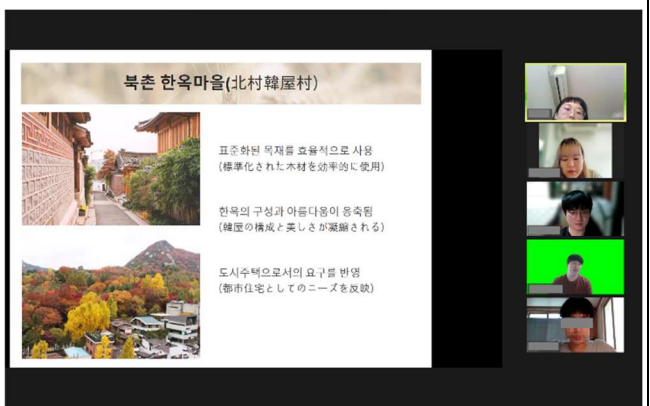 북촌 한옥마을(北村韓屋村)
표준화된 목재를 효율적으로 사용
(標準化された木材を効率的に使用)
한옥의 구성과 아름다움이 응축됨
(韓屋の構成と美しさが凝縮される)
도시주택으로서의 요구를 반영
(都市住宅としてのニーズを反映)